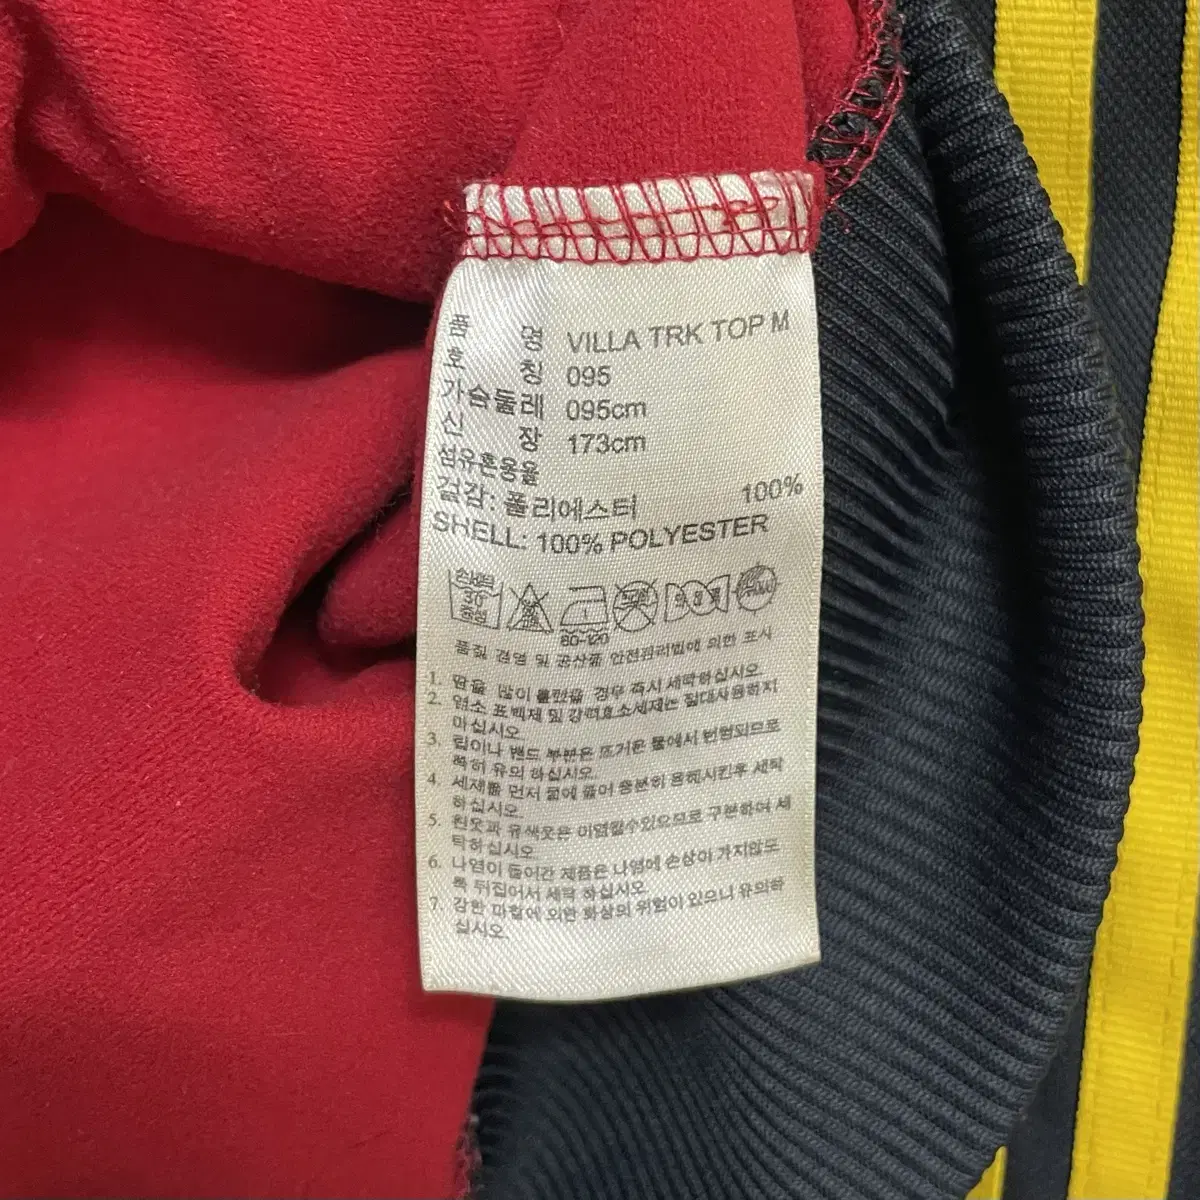 품 명 VILLA TRK TOP M
호 칭 095
가슴둘레 095cm
신 장 173cm
섬유혼용율
겉감: 폴리에스터 100%
SHELL: 100% POLYESTER
80~120
품질 경영 및 공산품 안전관리법에 의한 표시
1. 땀을 많이 흘렸을 경우 즉시 세탁하십시오.
2. 염소 표백제 및 강력효소세제는 절대사용하지
마십시오.
3. 립이나 밴드 부분은 뜨거운 물에서 변형되므로
특히 유의 하십시오.
4. 세제를 먼저 물에 풀어 충분히 용해시킨후 세탁
하십시오.
5. 흰옷과 유색옷은 이염될수있으므로 구분하여 세
탁하십시오
6. 나염이 들어간 제품은 나염에 손상이 가지않도
록 뒤집어서 세탁 하십시오.
7. 강한 마찰에 의한 화상의 위험이 있으니 유의하
십시오.